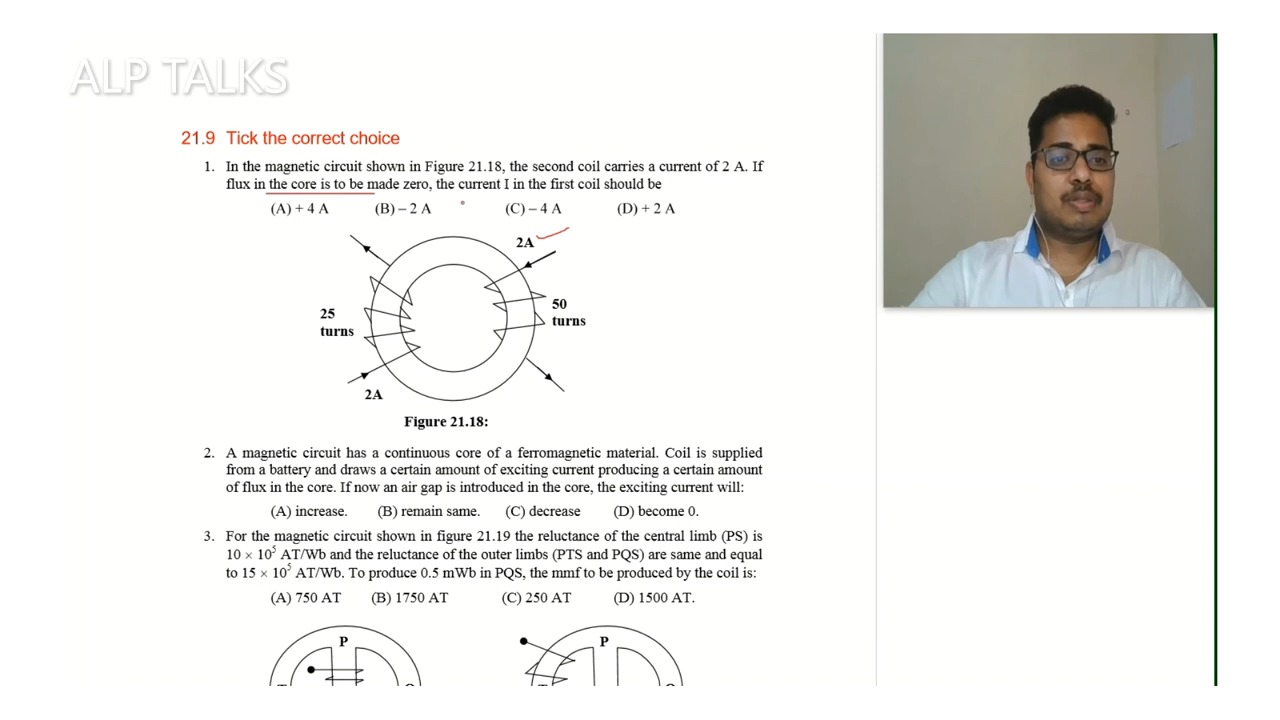 ALP TALKS
21.9 Tick the correct choice
1. In the magnetic circuit shown in Figure 21.18, the second coil carries a current of 2 A. If
flux in the core is to be made zero, the current I in the first coil should be
(A) + 4 A (B) – 2 A (C) – 4 A (D) + 2 A
2A
25
turns
50
turns
2A
Figure 21.18:
2. A magnetic circuit has a continuous core of a ferromagnetic material. Coil is supplied
from a battery and draws a certain amount of exciting current producing a certain amount
of flux in the core. If now an air gap is introduced in the core, the exciting current will:
(A) increase. (B) remain same. (C) decrease (D) become 0.
3. For the magnetic circuit shown in figure 21.19 the reluctance of the central limb (PS) is
10 × 10⁵ AT/Wb and the reluctance of the outer limbs (PTS and PQS) are same and equal
to 15 × 10⁵ AT/Wb. To produce 0.5 mWb in PQS, the mmf to be produced by the coil is:
(A) 750 AT (B) 1750 AT (C) 250 AT (D) 1500 AT.
P P